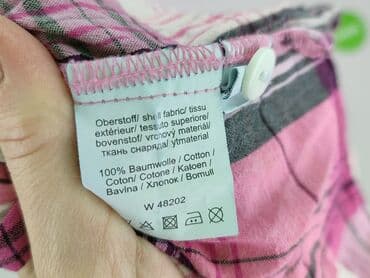 Oberstoff/ shell fabric/ tissu
extérieur/ tessuto superiore/
bovenstof/ vrchový materiál/
ткань снаряда/ ytmaterial
100% Baumwolle / Cotton /
Coton/ Cotone / Katoen /
Bavlna / Хлопок / Bomull
W 48202